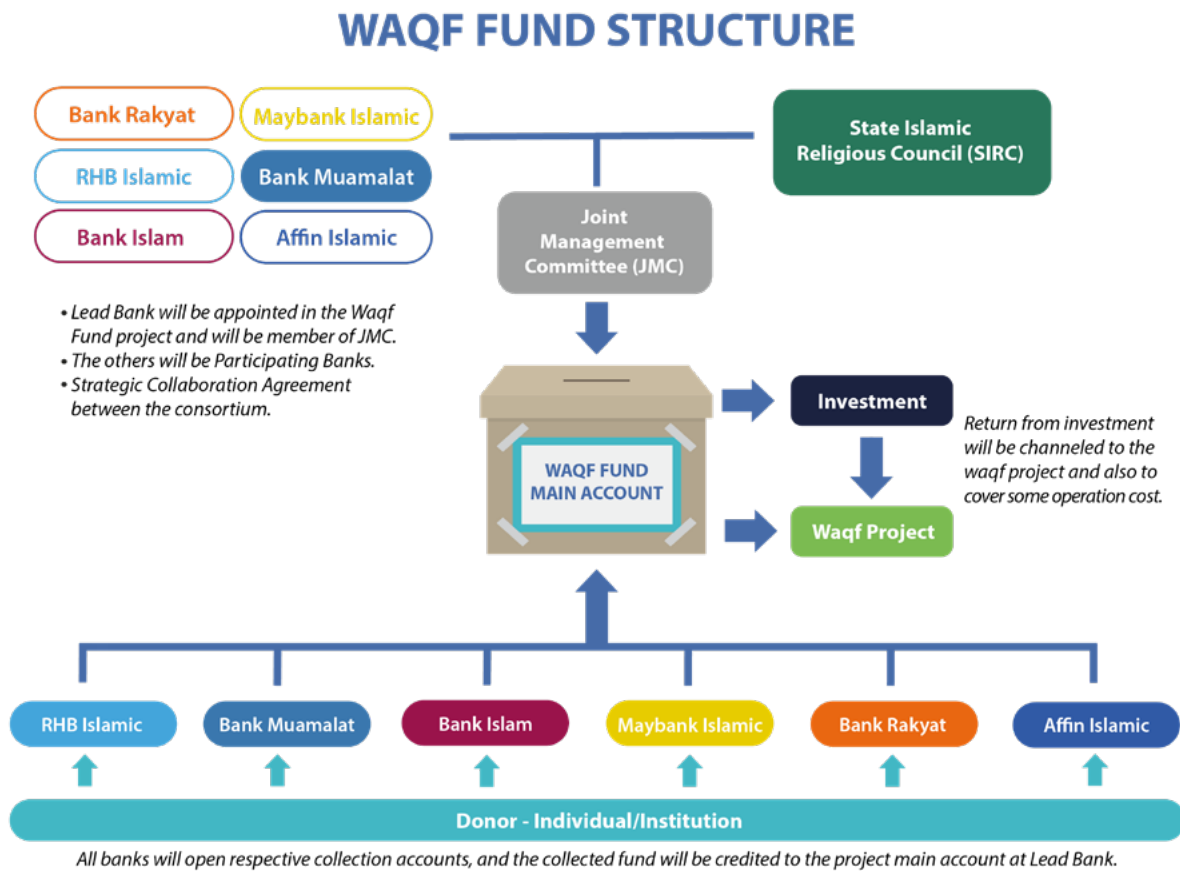 WAQF FUND STRUCTURE
Bank Rakyat
Maybank Islamic
RHB Islamic
Bank Muamalat
Bank Islam
Affin Islamic
State Islamic
Religious Council (SIRC)
Joint
Management
Committee (JMC)
• Lead Bank will be appointed in the Waqf
Fund project and will be member of JMC.
• The others will be Participating Banks.
• Strategic Collaboration Agreement
between the consortium.
WAQF FUND
MAIN ACCOUNT
Investment
Waqf Project
Return from investment
will be channeled to the
waqf project and also to
cover some operation cost.
RHB Islamic
Bank Muamalat
Bank Islam
Maybank Islamic
Bank Rakyat
Affin Islamic
Donor - Individual/Institution
All banks will open respective collection accounts, and the collected fund will be credited to the project main account at Lead Bank.